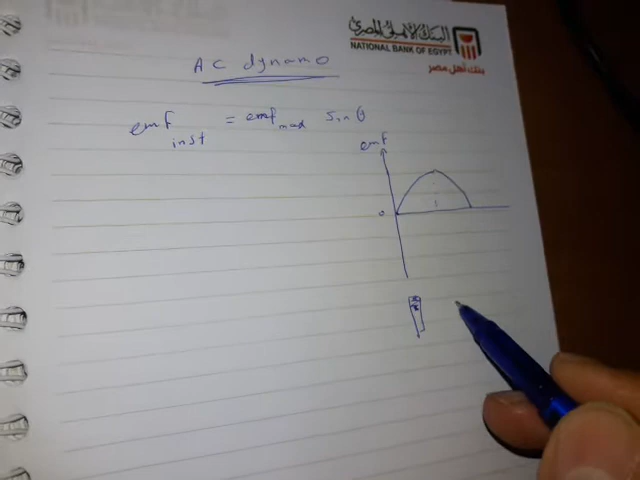 البنك الأهلي المصري
NATIONAL BANK OF EGYPT
بنك أهل مصر
AC dynamo
emf inst = emf max sin θ
emf
0